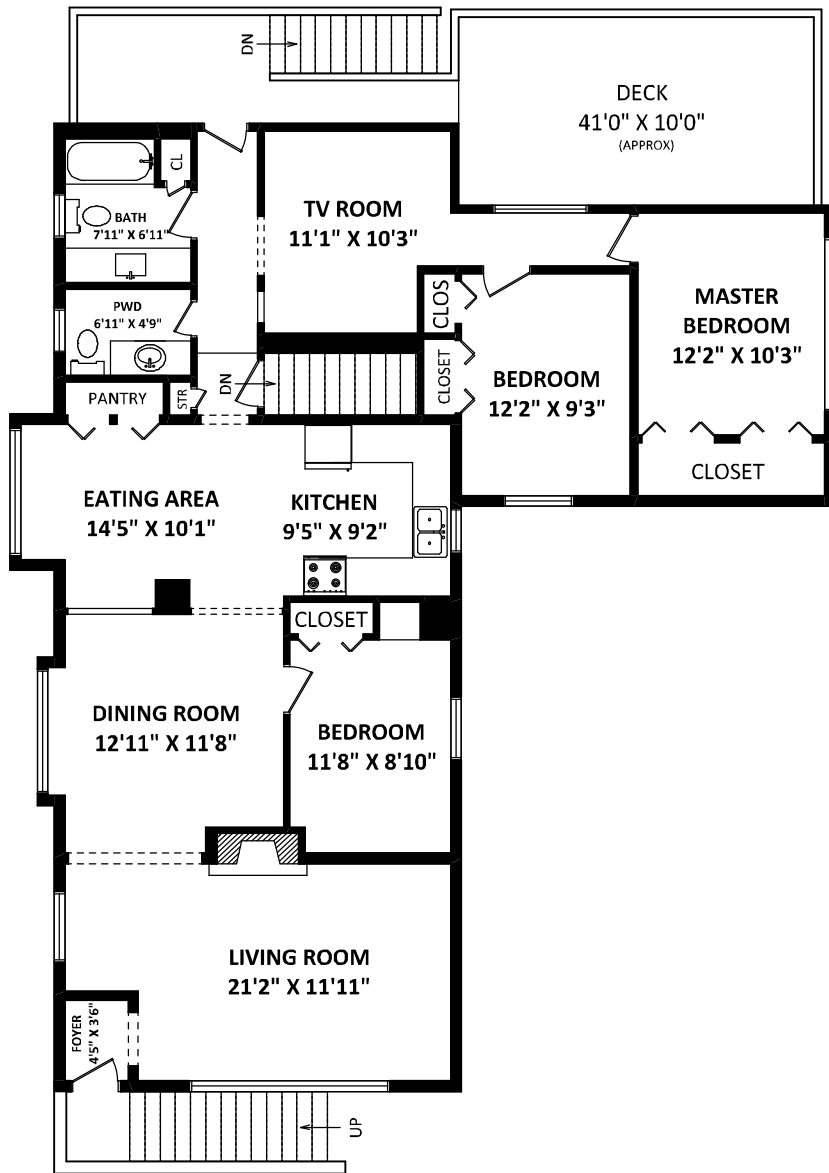 DN
DECK
41'0" X 10'0"
(APPROX)
CL
BATH
7'11" X 6'11"
TV ROOM
11'1" X 10'3"
PWD
6'11" X 4'9"
CLOS
MASTER
BEDROOM
12'2" X 10'3"
PANTRY
STR
DN
CLOSET
BEDROOM
12'2" X 9'3"
CLOSET
EATING AREA
14'5" X 10'1"
KITCHEN
9'5" X 9'2"
CLOSET
DINING ROOM
12'11" X 11'8"
BEDROOM
11'8" X 8'10"
LIVING ROOM
21'2" X 11'11"
FOYER
4'5" X 3'6"
UP